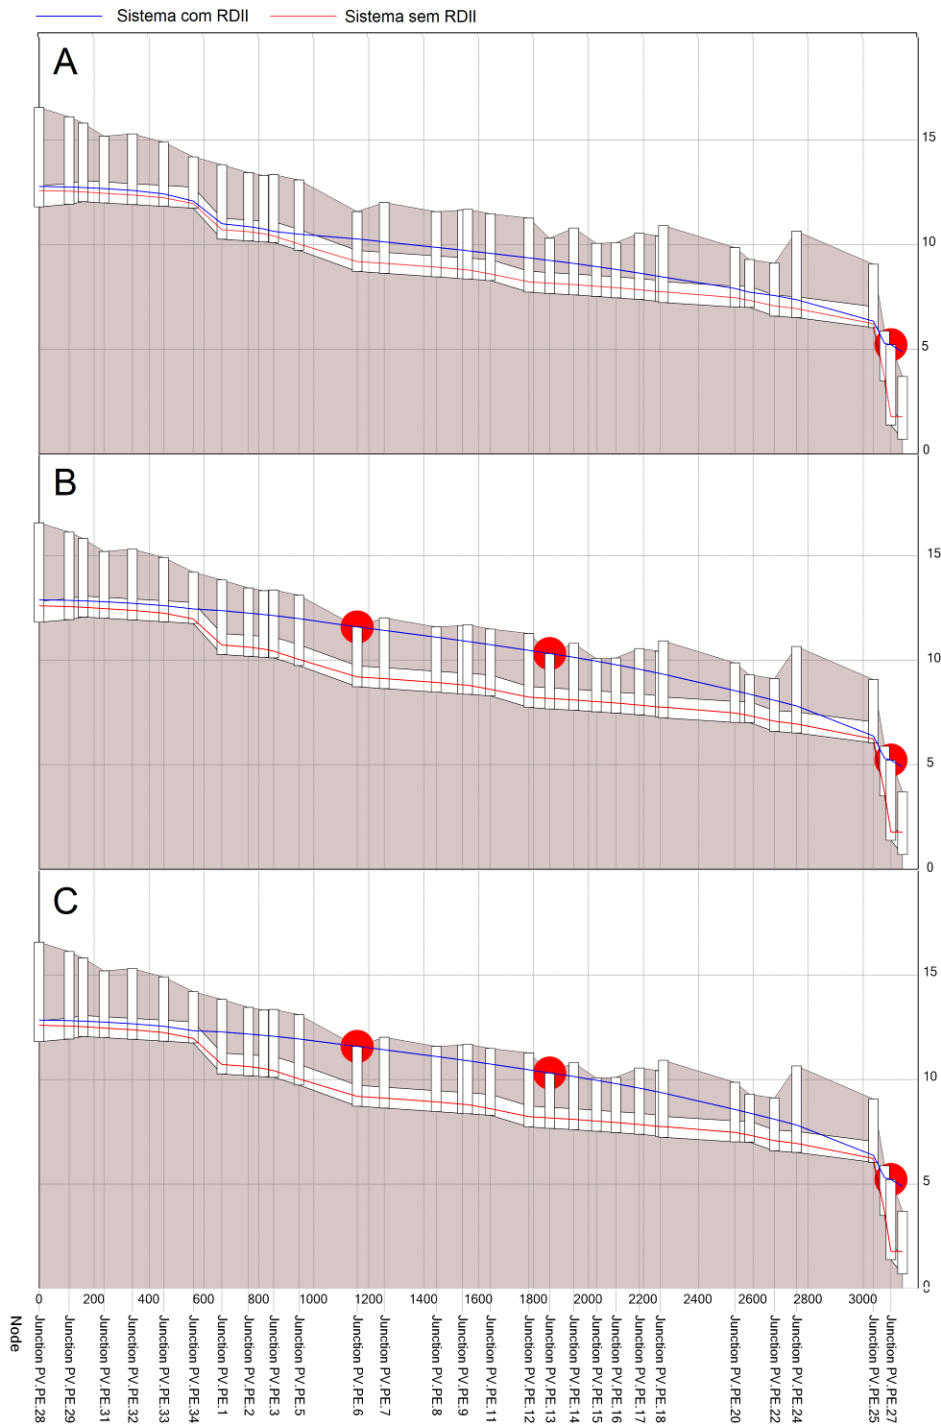 Sistema com RDII Sistema sem RDII
A
15
10
5
0
B
15
10
5
0
C
15
10
5
0
0 200 400 600 800 1000 1200 1400 1600 1800 2000 2200 2400 2600 2800 3000
Node
Junction PV.PE.28
Junction PV.PE.29
Junction PV.PE.31
Junction PV.PE.32
Junction PV.PE.33
Junction PV.PE.34
Junction PV.PE.1
Junction PV.PE.2
Junction PV.PE.3
Junction PV.PE.5
Junction PV.PE.6
Junction PV.PE.7
Junction PV.PE.8
Junction PV.PE.9
Junction PV.PE.11
Junction PV.PE.12
Junction PV.PE.13
Junction PV.PE.14
Junction PV.PE.15
Junction PV.PE.16
Junction PV.PE.17
Junction PV.PE.18
Junction PV.PE.20
Junction PV.PE.22
Junction PV.PE.24
Junction PV.PE.25
Junction PV.PE.27